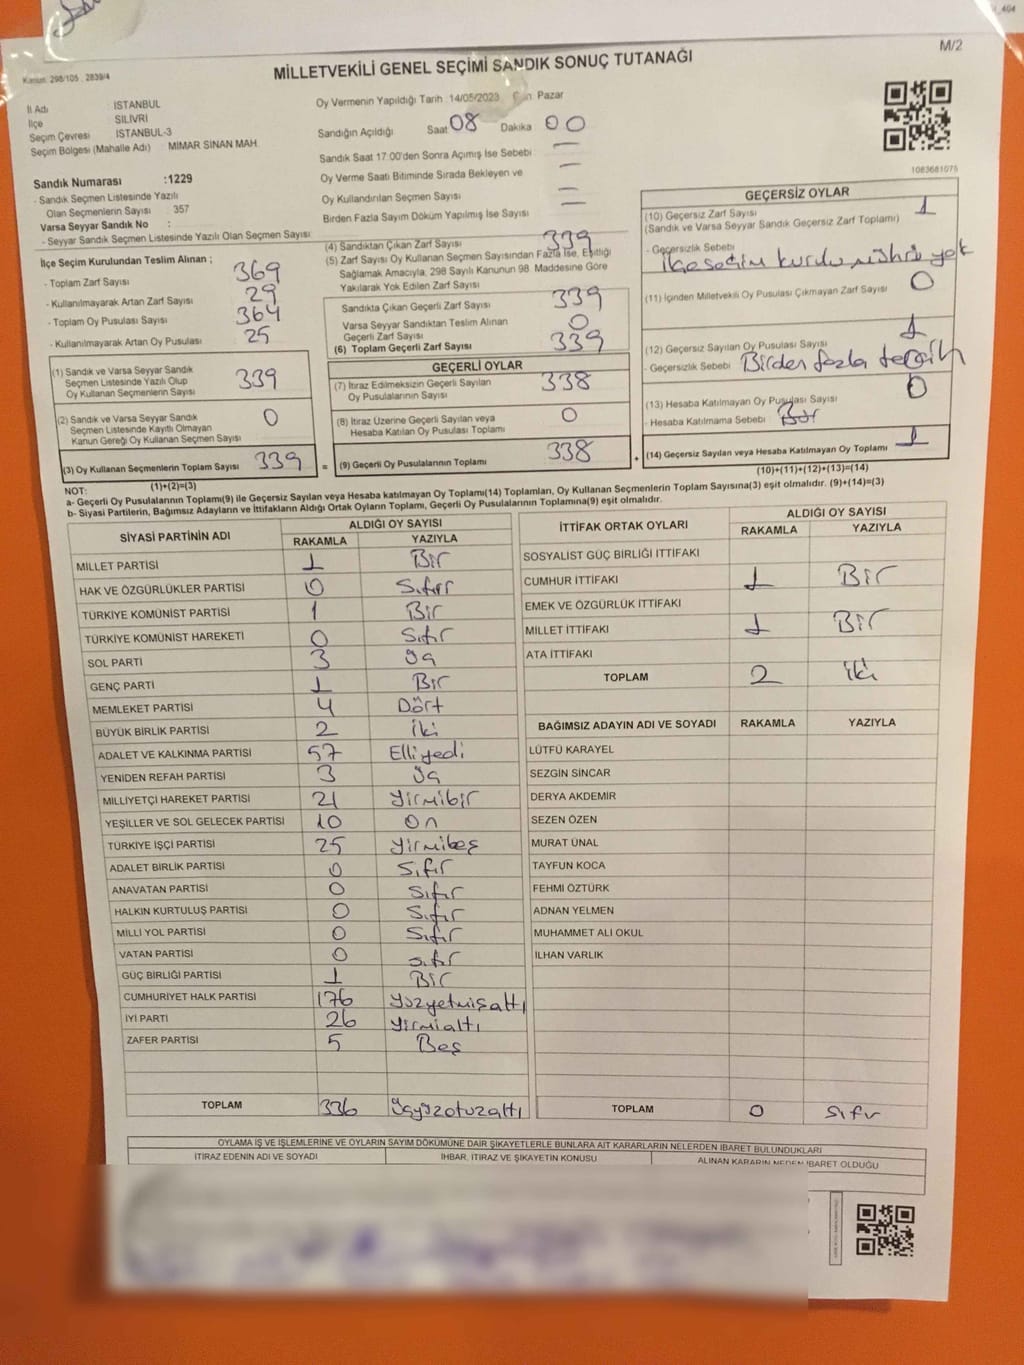 _404
M/2
Kanun: 298/105 , 2839/4
MİLLETVEKİLİ GENEL SEÇİMİ SANDIK SONUÇ TUTANAĞI
İl Adı İSTANBUL
İlçe SİLİVRİ
Seçim Çevresi İSTANBUL-3
Seçim Bölgesi (Mahalle Adı) MİMAR SİNAN MAH.
Sandık Numarası :1229
- Sandık Seçmen Listesinde Yazılı
Olan Seçmenlerin Sayısı : 357
Varsa Seyyar Sandık No :
- Seyyar Sandık Seçmen Listesinde Yazılı Olan Seçmen Sayısı
Oy Vermenin Yapıldığı Tarih :14/05/2023 Pazar
Sandığın Açıldığı Saat 08 Dakika 00
Sandık Saat 17:00'den Sonra Açımış İse Sebebi —
Oy Verme Saati Bitiminde Sırada Bekleyen ve —
Oy Kullandırılan Seçmen Sayısı —
Birden Fazla Sayım Döküm Yapılmış İse Sayısı —
1083681075
İlçe Seçim Kurulundan Teslim Alınan ;
- Toplam Zarf Sayısı 369
- Kullanılmayarak Artan Zarf Sayısı 29
- Toplam Oy Pusulası Sayısı 364
- Kullanılmayarak Artan Oy Pusulası 25
(1) Sandık ve Varsa Seyyar Sandık
Seçmen Listesinde Yazılı Olup
Oy Kullanan Seçmenlerin Sayısı 339
(2) Sandık ve Varsa Seyyar Sandık
Seçmen Listesinde Kayıtlı Olmayan
Kanun Gereği Oy Kullanan Seçmen Sayısı 0
(3) Oy Kullanan Seçmenlerin Toplam Sayısı 339
(1)+(2)=(3)
(4) Sandıktan Çıkan Zarf Sayısı 339
(5) Zarf Sayısı Oy Kullanan Seçmen Sayısından Fazla İse, Eşitliği
Sağlamak Amacıyla, 298 Sayılı Kanunun 98. Maddesine Göre
Yakılarak Yok Edilen Zarf Sayısı
Sandıkta Çıkan Geçerli Zarf Sayısı 339
Varsa Seyyar Sandıktan Teslim Alınan
Geçerli Zarf Sayısı 0
(6) Toplam Geçerli Zarf Sayısı 339
GEÇERLİ OYLAR
(7) İtiraz Edilmeksizin Geçerli Sayılan
Oy Pusulalarının Sayısı 338
(8) İtiraz Üzerine Geçerli Sayılan veya
Hesaba Katılan Oy Pusulası Toplamı 0
= (9) Geçerli Oy Pusulalarının Toplamı 338
GEÇERSİZ OYLAR
(10) Geçersiz Zarf Sayısı 1
(Sandık ve Varsa Seyyar Sandık Geçersiz Zarf Toplamı)
- Geçersizlik Sebebi
İlçe seçim kurulu mührü yok
(11) İçinden Milletvekili Oy Pusulası Çıkmayan Zarf Sayısı 0
(12) Geçersiz Sayılan Oy Pusulası Sayısı 1
- Geçersizlik Sebebi Birden fazla tercih
(13) Hesaba Katılmayan Oy Pusulası Sayısı 0
- Hesaba Katılmama Sebebi Bir
+ (14) Geçersiz Sayılan veya Hesaba Katılmayan Oy Toplamı 1
(10)+(11)+(12)+(13)=(14)
NOT:
a- Geçerli Oy Pusulalarının Toplamı(9) ile Geçersiz Sayılan veya Hesaba katılmayan Oy Toplamı(14) Toplamları, Oy Kullanan Seçmenlerin Toplam Sayısına(3) eşit olmalıdır. (9)+(14)=(3)
b- Siyasi Partilerin, Bağımsız Adayların ve İttifakların Aldığı Ortak Oyların Toplamı, Geçerli Oy Pusulalarının Toplamına(9) eşit olmalıdır.
SİYASİ PARTİNİN ADI ALDIĞI OY SAYISI
RAKAMLA YAZIYLA
MİLLET PARTİSİ 1 Bir
HAK VE ÖZGÜRLÜKLER PARTİSİ 0 Sıfır
TÜRKİYE KOMÜNİST PARTİSİ 1 Bir
TÜRKİYE KOMÜNİST HAREKETİ 0 Sıfır
SOL PARTİ 3 Üç
GENÇ PARTİ 1 Bir
MEMLEKET PARTİSİ 4 Dört
BÜYÜK BİRLİK PARTİSİ 2 İki
ADALET VE KALKINMA PARTİSİ 57 Elliyedi
YENİDEN REFAH PARTİSİ 3 Üç
MİLLİYETÇİ HAREKET PARTİSİ 21 Yirmibir
YEŞİLLER VE SOL GELECEK PARTİSİ 10 On
TÜRKİYE İŞÇİ PARTİSİ 25 Yirmibeş
ADALET BİRLİK PARTİSİ 0 Sıfır
ANAVATAN PARTİSİ 0 Sıfır
HALKIN KURTULUŞ PARTİSİ 0 Sıfır
MİLLİ YOL PARTİSİ 0 Sıfır
VATAN PARTİSİ 0 Sıfır
GÜÇ BİRLİĞİ PARTİSİ 1 Bir
CUMHURİYET HALK PARTİSİ 176 Yüzyetmişaltı
İYİ PARTİ 26 Yirmialtı
ZAFER PARTİSİ 5 Beş
TOPLAM 336 Üçyüzotuzaltı
İTTİFAK ORTAK OYLARI ALDIĞI OY SAYISI
RAKAMLA YAZIYLA
SOSYALİST GÜÇ BİRLİĞİ İTTİFAKI
CUMHUR İTTİFAKI 1 Bir
EMEK VE ÖZGÜRLÜK İTTİFAKI
MİLLET İTTİFAKI 1 Bir
ATA İTTİFAKI
TOPLAM 2 İki
BAĞIMSIZ ADAYIN ADI VE SOYADI RAKAMLA YAZIYLA
LÜTFÜ KARAYEL
SEZGİN SİNCAR
DERYA AKDEMİR
SEZEN ÖZEN
MURAT ÜNAL
TAYFUN KOCA
FEHMİ ÖZTÜRK
ADNAN YELMEN
MUHAMMET ALİ OKUL
İLHAN VARLIK
TOPLAM 0 Sıfır
OYLAMA İŞ VE İŞLEMLERİNE VE OYLARIN SAYIM DÖKÜMÜNE DAİR ŞİKAYETLERLE BUNLARA AİT KARARLARIN NELERDEN İBARET BULUNDUKLARI
İTİRAZ EDENİN ADI VE SOYADI İHBAR, İTİRAZ VE ŞİKAYETİN KONUSU ALINAN KARARIN NEDEN İBARET OLDUĞU